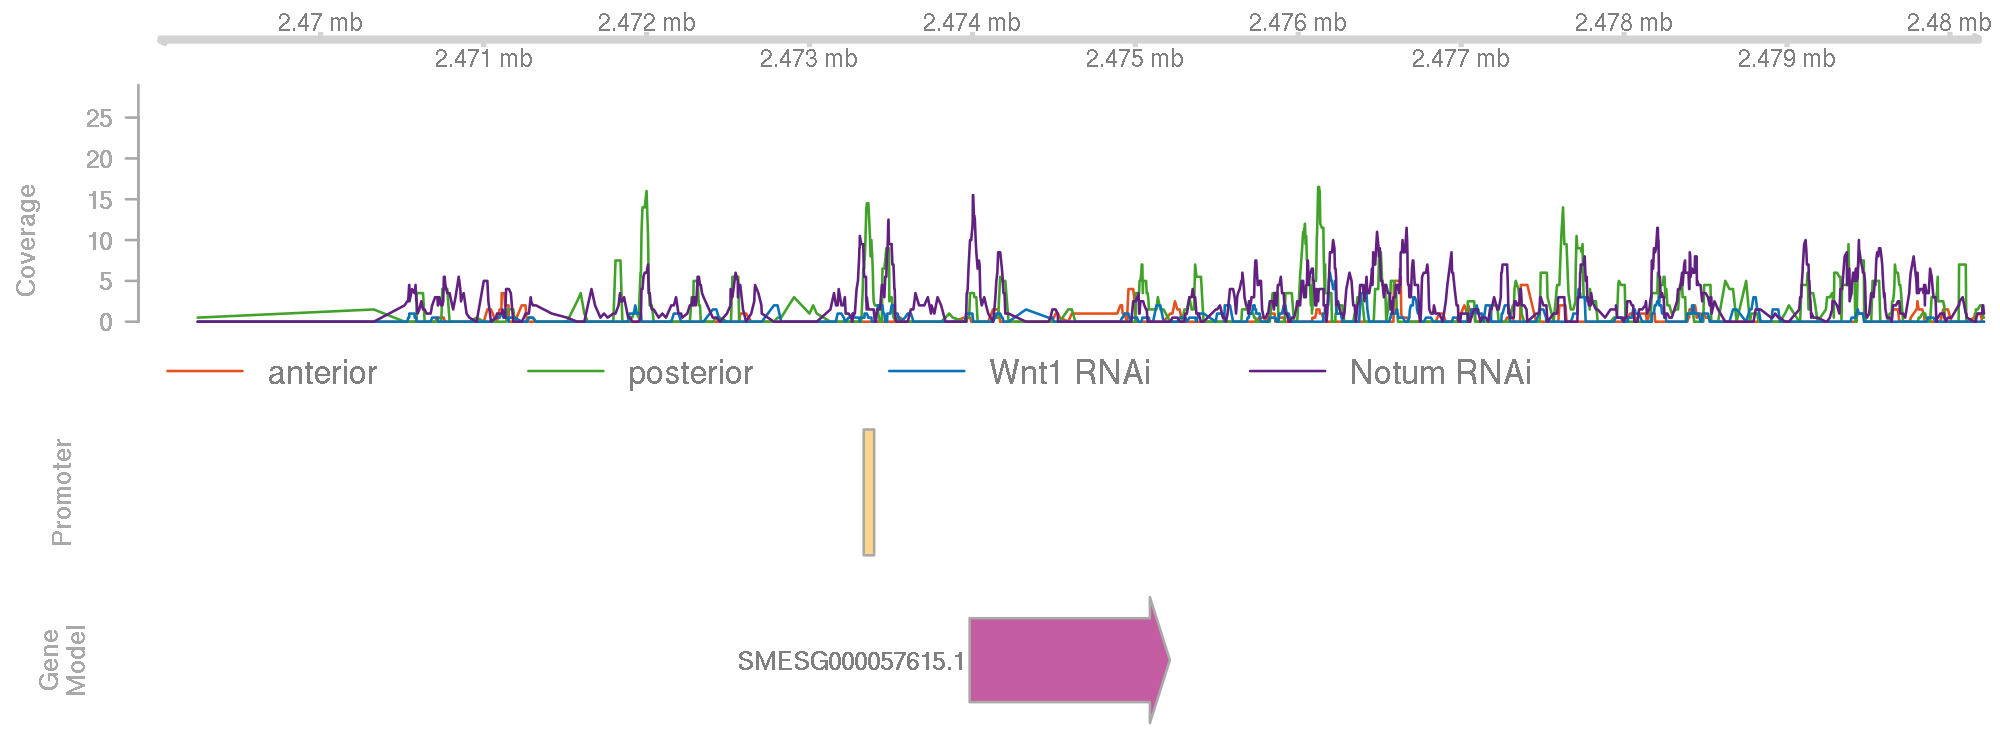 2.47 mb 2.472 mb 2.474 mb 2.476 mb 2.478 mb 2.48 mb
2.471 mb 2.473 mb 2.475 mb 2.477 mb 2.479 mb
Coverage
25
20
15
10
5
0
anterior posterior Wnt1 RNAi Notum RNAi
Promoter
Gene
Model
SMESG000057615.1